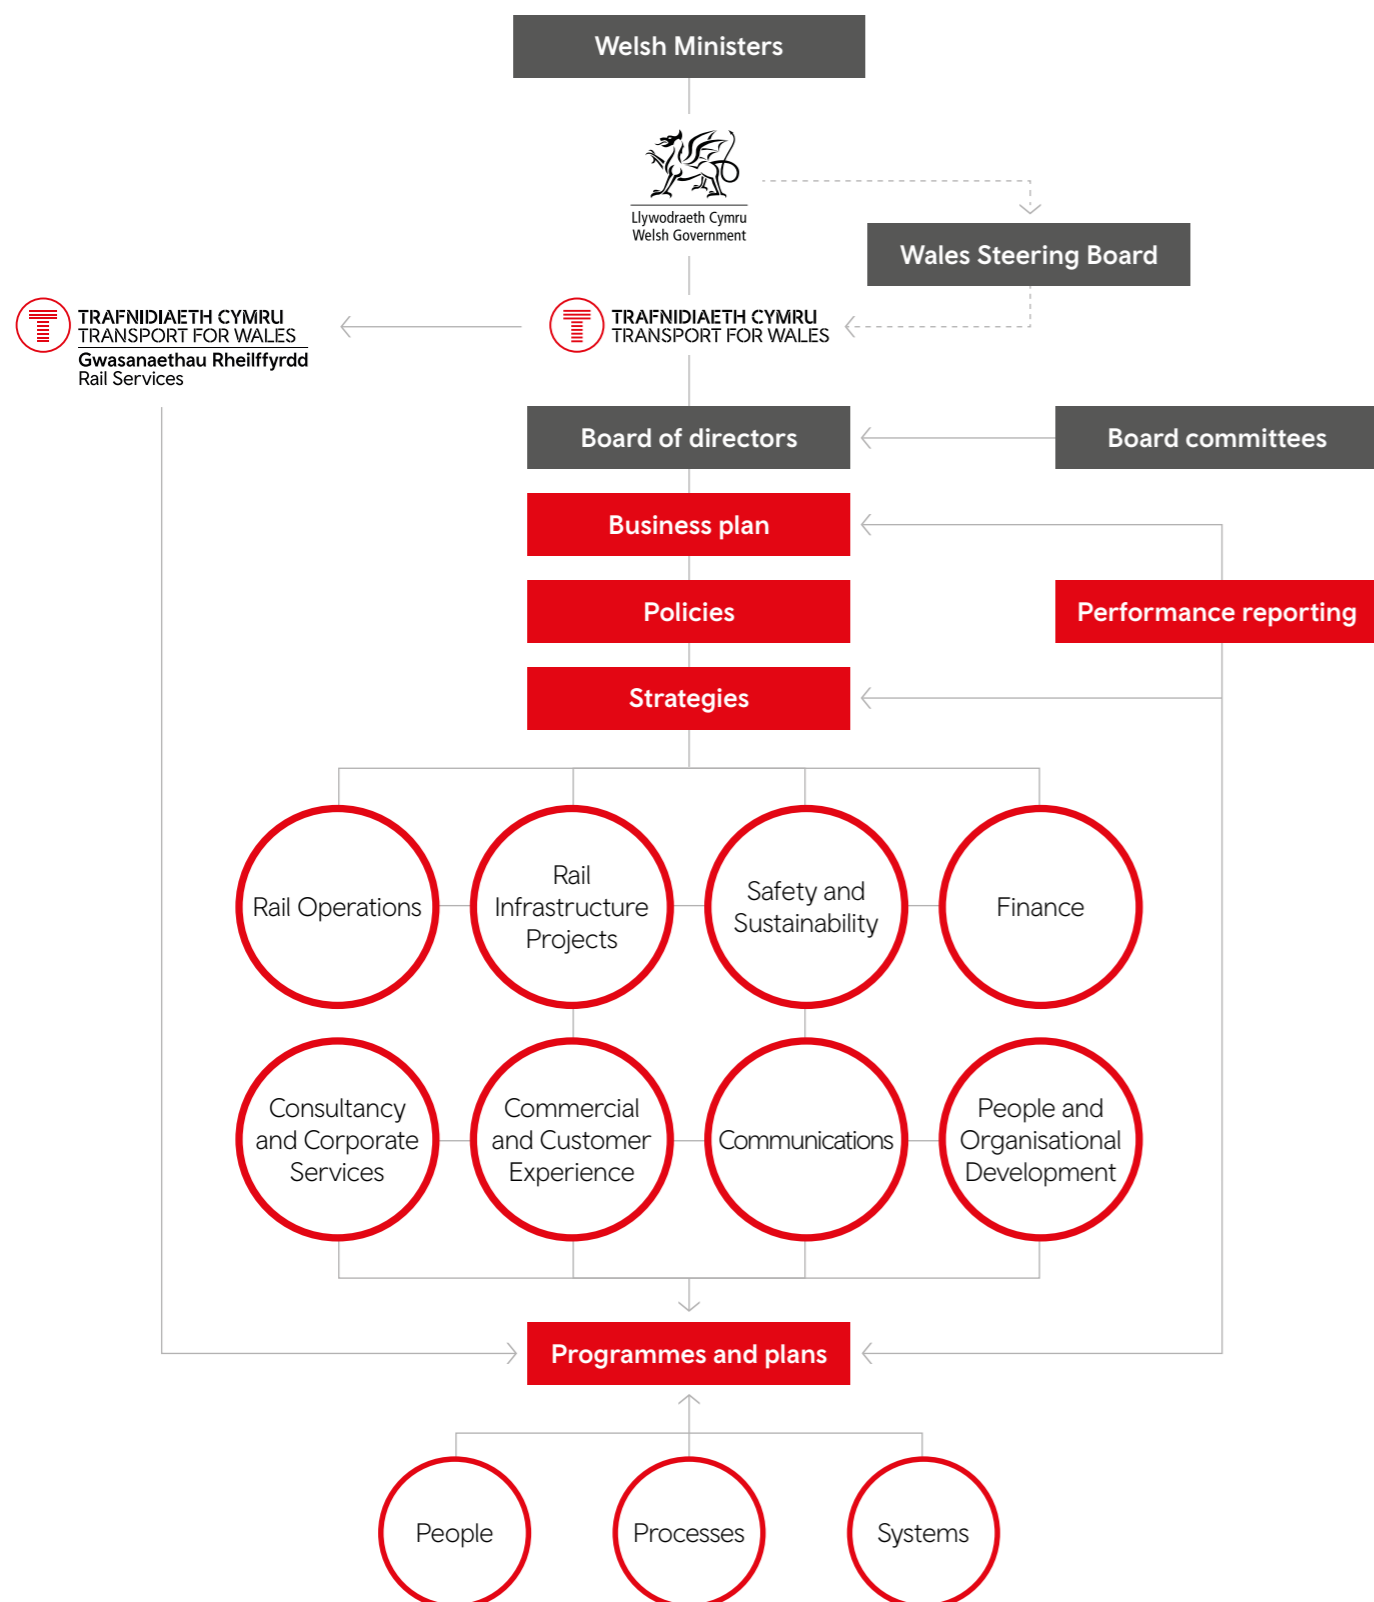 Welsh Ministers
Llywodraeth Cymru
Welsh Government
Wales Steering Board
TRAFNIDIAETH CYMRU
TRANSPORT FOR WALES
Gwasanaethau Rheilffyrdd
Rail Services
TRAFNIDIAETH CYMRU
TRANSPORT FOR WALES
Board of directors
Board committees
Business plan
Policies
Performance reporting
Strategies
Rail Operations
Rail
Infrastructure
Projects
Safety and
Sustainability
Finance
Consultancy
and Corporate
Services
Commercial
and Customer
Experience
Communications
People and
Organisational
Development
Programmes and plans
People
Processes
Systems